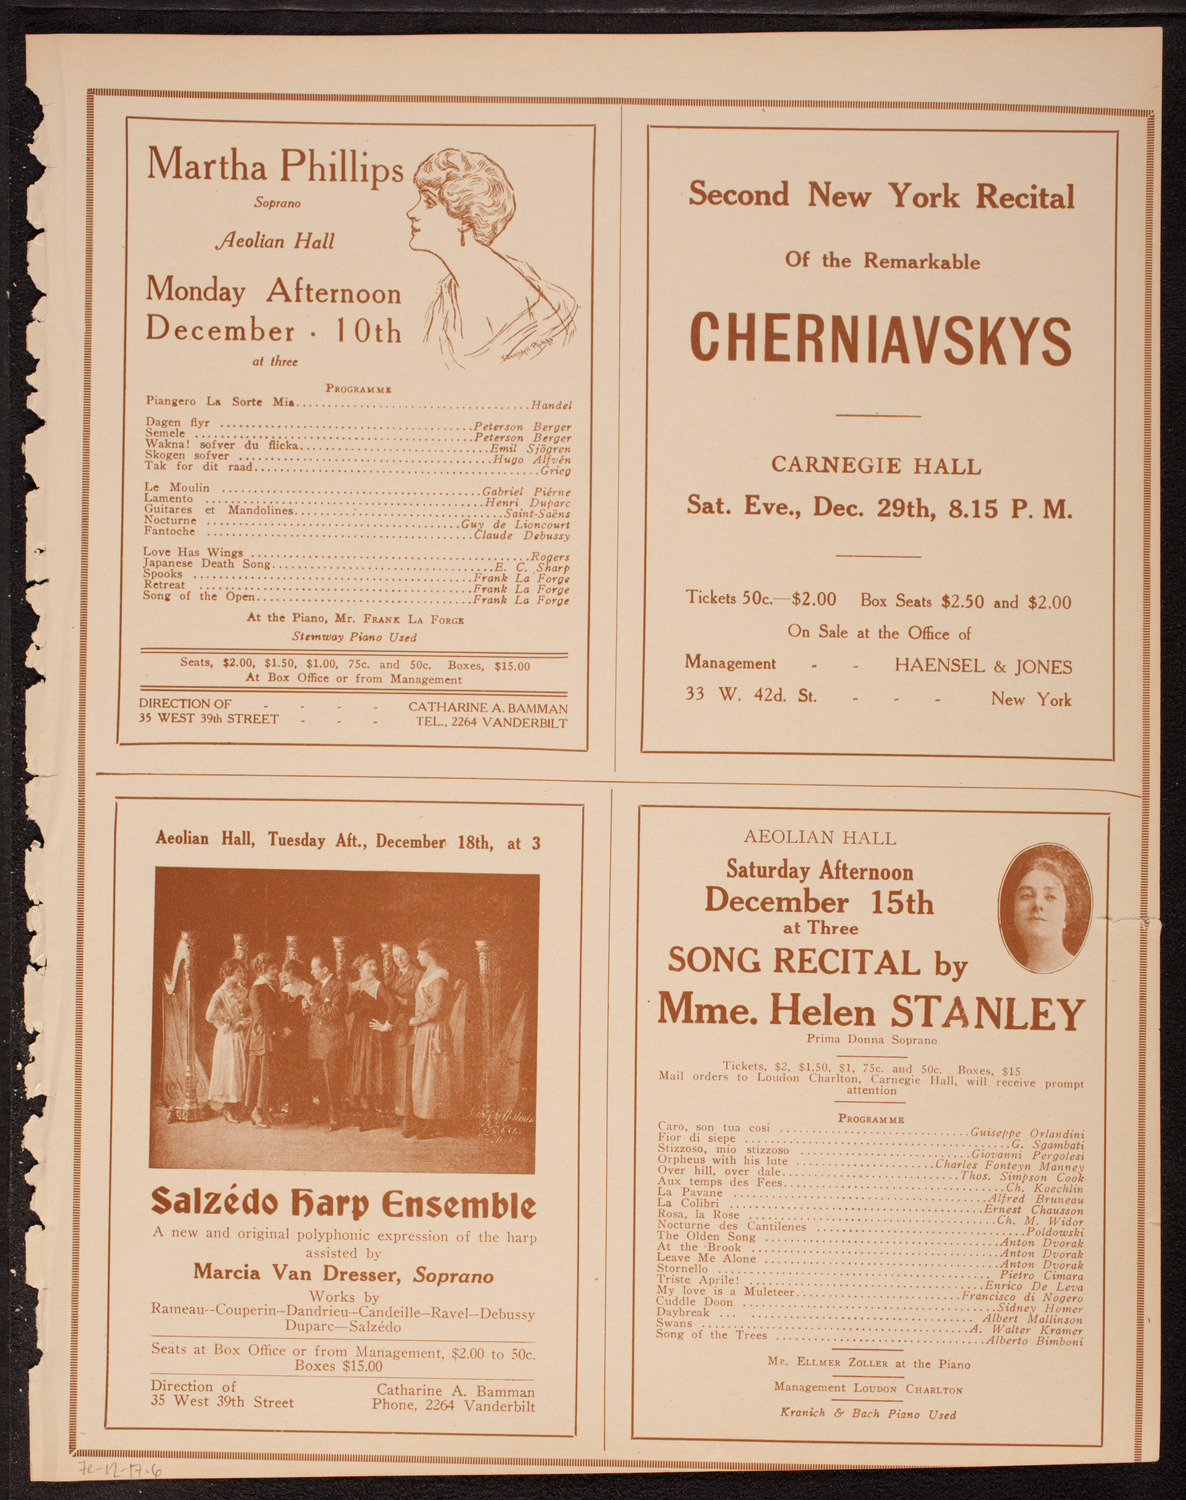 Martha Phillips
Soprano
Aeolian Hall
Monday Afternoon
December · 10th
at three
PROGRAMME
Piangero La Sorte Mia................................Handel
Dagen flyr ................................Peterson Berger
Semele ................................Peterson Berger
Wakna! sofver du flicka................................Emil Sjögren
Skogen sofver ................................Hugo Alfvén
Tak for dit raad................................Grieg
Le Moulin ................................Gabriel Piérne
Lamento ................................Henri Duparc
Guitares et Mandolines................................Saint-Saëns
Nocturne ................................Guy de Lioncourt
Fantoche ................................Claude Debussy
Love Has Wings ................................Rogers
Japanese Death Song................................E. C. Sharp
Spooks ................................Frank La Forge
Retreat ................................Frank La Forge
Song of the Open................................Frank La Forge
At the Piano, Mr. FRANK LA FORGE
Steinway Piano Used
Seats, $2.00, $1.50, $1.00, 75c. and 50c. Boxes, $15.00
At Box Office or from Management
DIRECTION OF - - - - CATHARINE A. BAMMAN
35 WEST 39th STREET - - - TEL., 2264 VANDERBILT
Second New York Recital
Of the Remarkable
CHERNIAVSKYS
CARNEGIE HALL
Sat. Eve., Dec. 29th, 8.15 P. M.
Tickets 50c.—$2.00 Box Seats $2.50 and $2.00
On Sale at the Office of
Management - - HAENSEL & JONES
33 W. 42d. St. - - - New York
Aeolian Hall, Tuesday Aft., December 18th, at 3
Salzédo Harp Ensemble
A new and original polyphonic expression of the harp
assisted by
Marcia Van Dresser, Soprano
Works by
Rameau--Couperin—Dandrieu—Candeille—Ravel—Debussy
Duparc—Salzédo
Seats at Box Office or from Management, $2.00 to 50c.
Boxes $15.00
Direction of Catharine A. Bamman
35 West 39th Street Phone, 2264 Vanderbilt
AEOLIAN HALL
Saturday Afternoon
December 15th
at Three
SONG RECITAL by
Mme. Helen STANLEY
Prima Donna Soprano
Tickets, $2, $1.50, $1, 75c. and 50c. Boxes, $15
Mail orders to Loudon Charlton, Carnegie Hall, will receive prompt
attention
PROGRAMME
Caro, son tua cosi ................................Guiseppe Orlandini
Fior di siepe ................................G. Sgambati
Stizzoso, mio stizzoso ................................Giovanni Pergolesi
Orpheus with his lute ................................Charles Fonteyn Manney
Over hill, over dale................................Thos. Simpson Cook
Aux temps des Fees................................Ch. Koechlin
La Pavane ................................Alfred Bruneau
La Colibri ................................Ernest Chausson
Rosa, la Rose ................................Ch. M. Widor
Nocturne des Cantilenes ................................Poldowski
The Olden Song ................................Anton Dvorak
At the Brook ................................Anton Dvorak
Leave Me Alone ................................Anton Dvorak
Stornello ................................Pietro Cimara
Triste Aprile! ................................Enrico De Leva
My love is a Muleteer................................Francisco di Nogero
Cuddle Doon ................................Sidney Homer
Daybreak ................................Albert Mallinson
Swans ................................A. Walter Kramer
Song of the Trees ................................Alberto Bimboni
MR. ELLMER ZOLLER at the Piano
Management LOUDON CHARLTON
Kranich & Bach Piano Used
7e-12-17.6